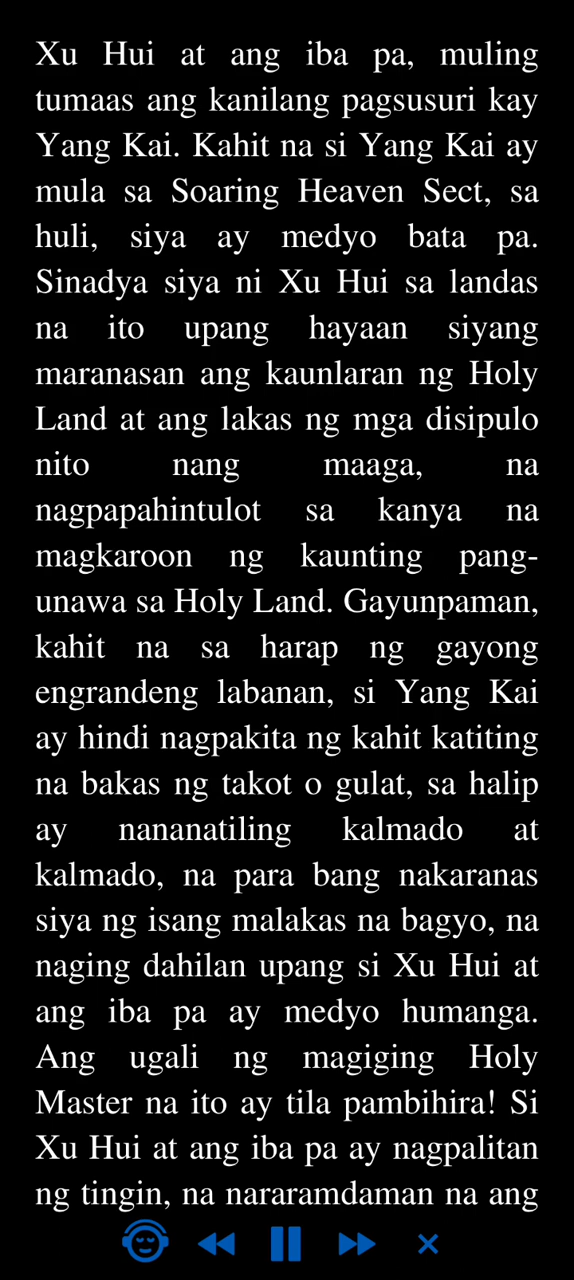 Xu Hui at ang iba pa, muling
tumaas ang kanilang pagsusuri kay
Yang Kai. Kahit na si Yang Kai ay
mula sa Soaring Heaven Sect, sa
huli, siya ay medyo bata pa.
Sinadya siya ni Xu Hui sa landas
na ito upang hayaan siyang
maranasan ang kaunlaran ng Holy
Land at ang lakas ng mga disipulo
nito nang maaga, na
nagpapahintulot sa kanya na
magkaroon ng kaunting pang-
unawa sa Holy Land. Gayunpaman,
kahit na sa harap ng gayong
engrandeng labanan, si Yang Kai
ay hindi nagpakita ng kahit katiting
na bakas ng takot o gulat, sa halip
ay nananatiling kalmado at
kalmado, na para bang nakaranas
siya ng isang malakas na bagyo, na
naging dahilan upang si Xu Hui at
ang iba pa ay medyo humanga.
Ang ugali ng magiging Holy
Master na ito ay tila pambihira! Si
Xu Hui at ang iba pa ay nagpalitan
ng tingin, na nararamdaman na ang